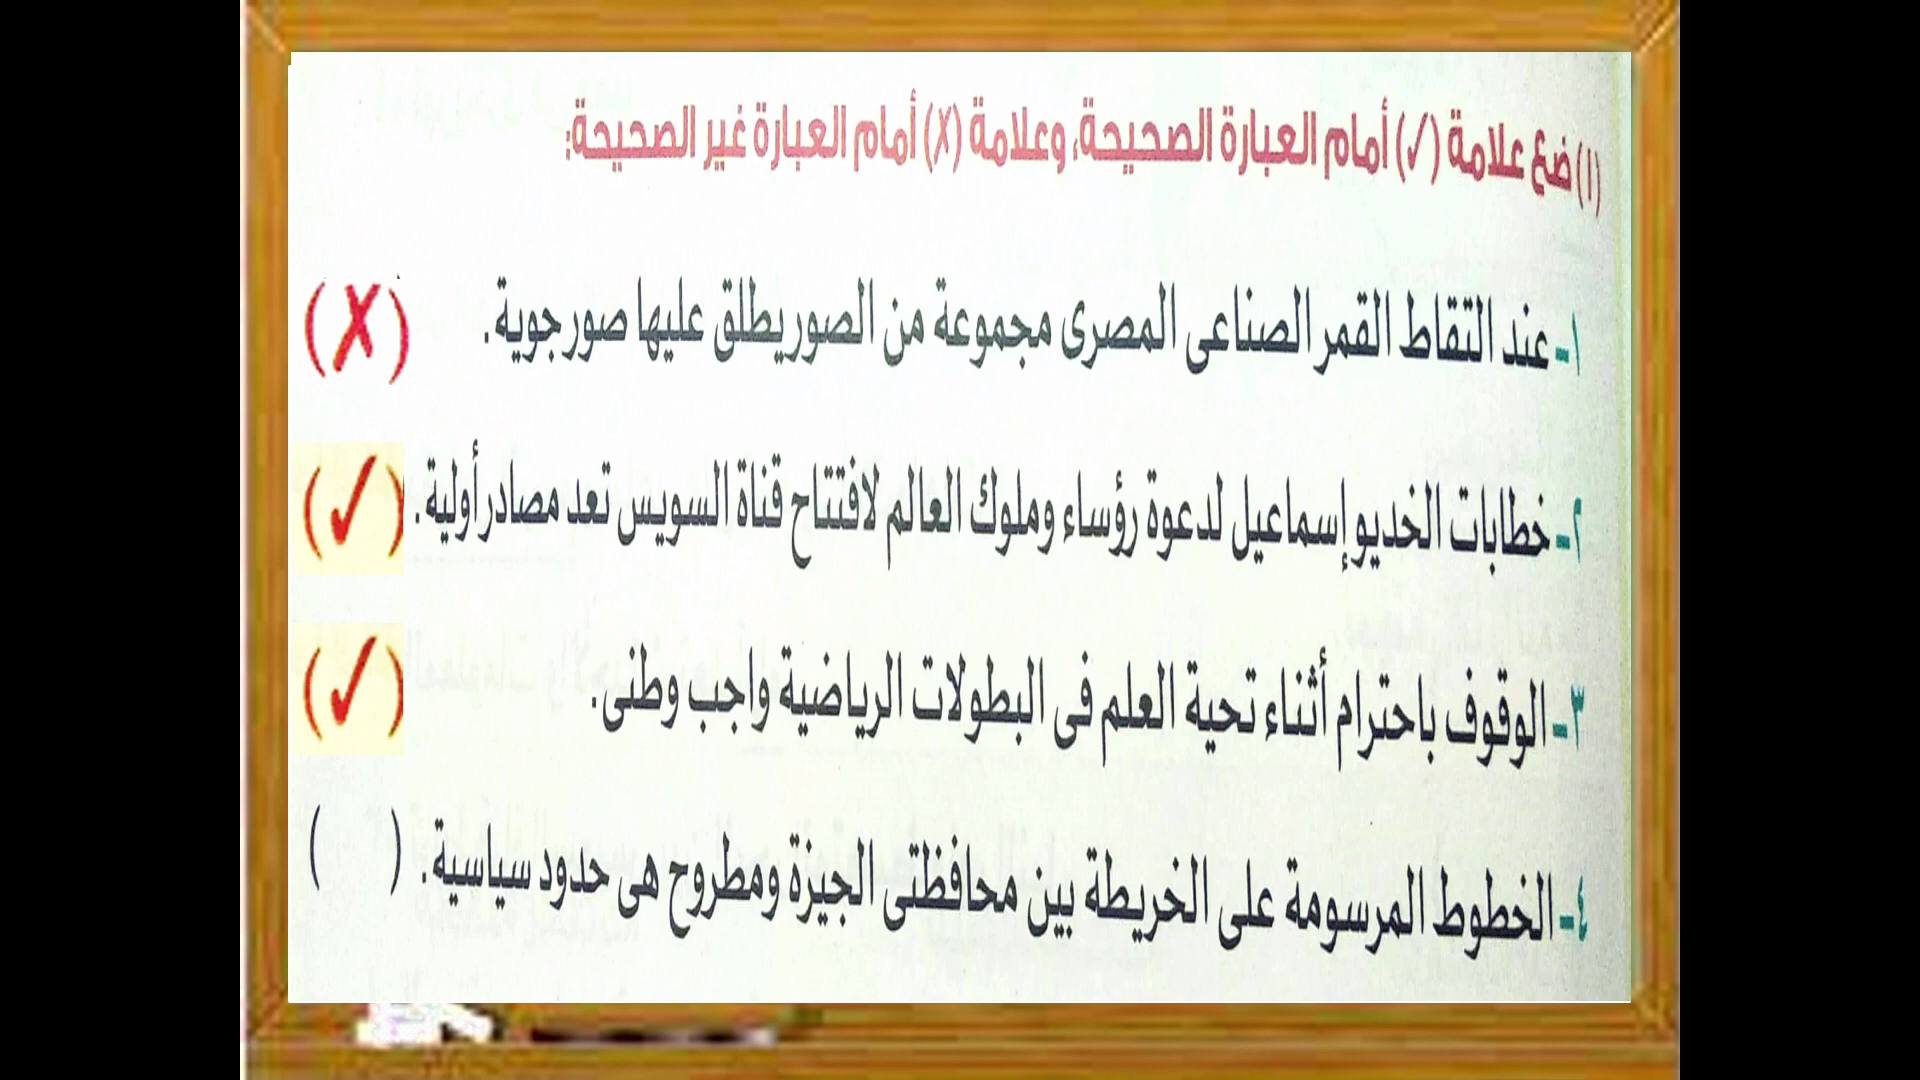 (١) ضع علامة (✓) أمام العبارة الصحيحة، وعلامة (✗) أمام العبارة غير الصحيحة:
١- عند التقاط القمر الصناعى المصرى مجموعة من الصور يطلق عليها صور جوية. (✗)
٢- خطابات الخديو إسماعيل لدعوة رؤساء وملوك العالم لافتتاح قناة السويس تعد مصادر أولية. (✓)
٣- الوقوف باحترام أثناء تحية العلم فى البطولات الرياضية واجب وطنى. (✓)
٤- الخطوط المرسومة على الخريطة بين محافظتى الجيزة ومطروح هى حدود سياسية. ( )